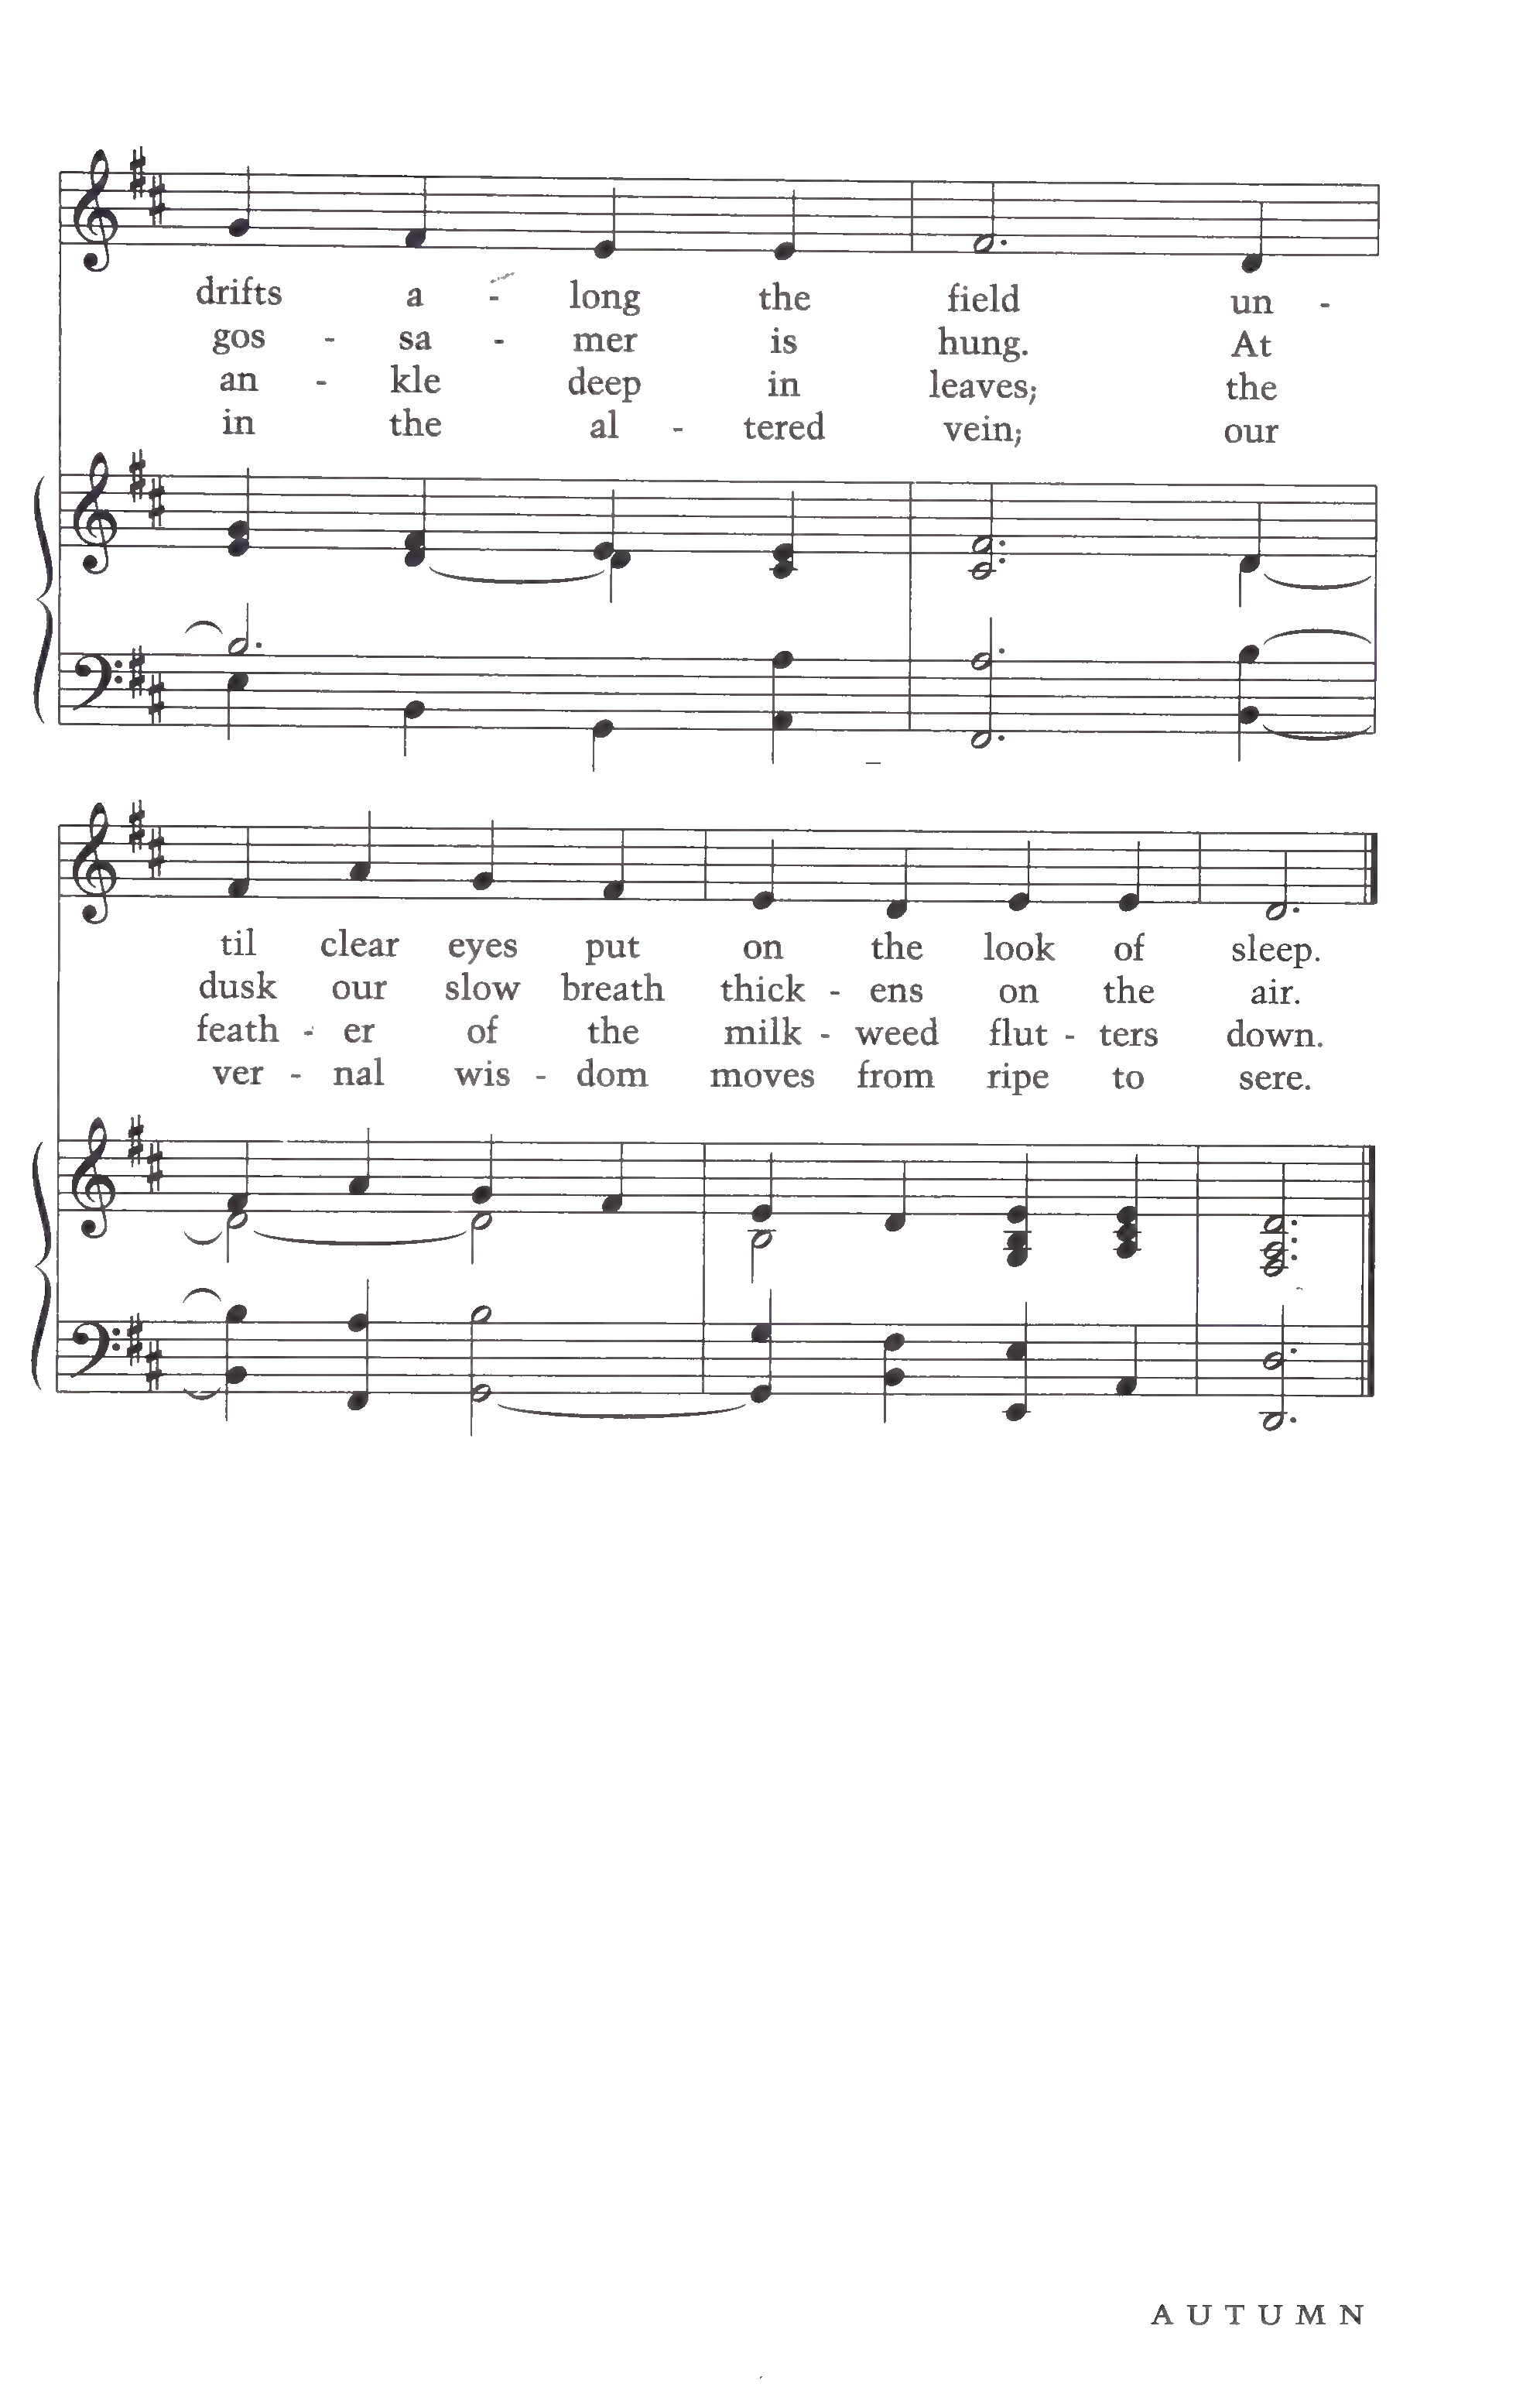 drifts a - long the field un -
gos - sa - mer is hung. At
an - kle deep in leaves; the
in the al - tered vein; our
til clear eyes put on the look of sleep.
dusk our slow breath thick - ens on the air.
feath - er of the milk - weed flut - ters down.
ver - nal wis - dom moves from ripe to sere.
AUTUMN